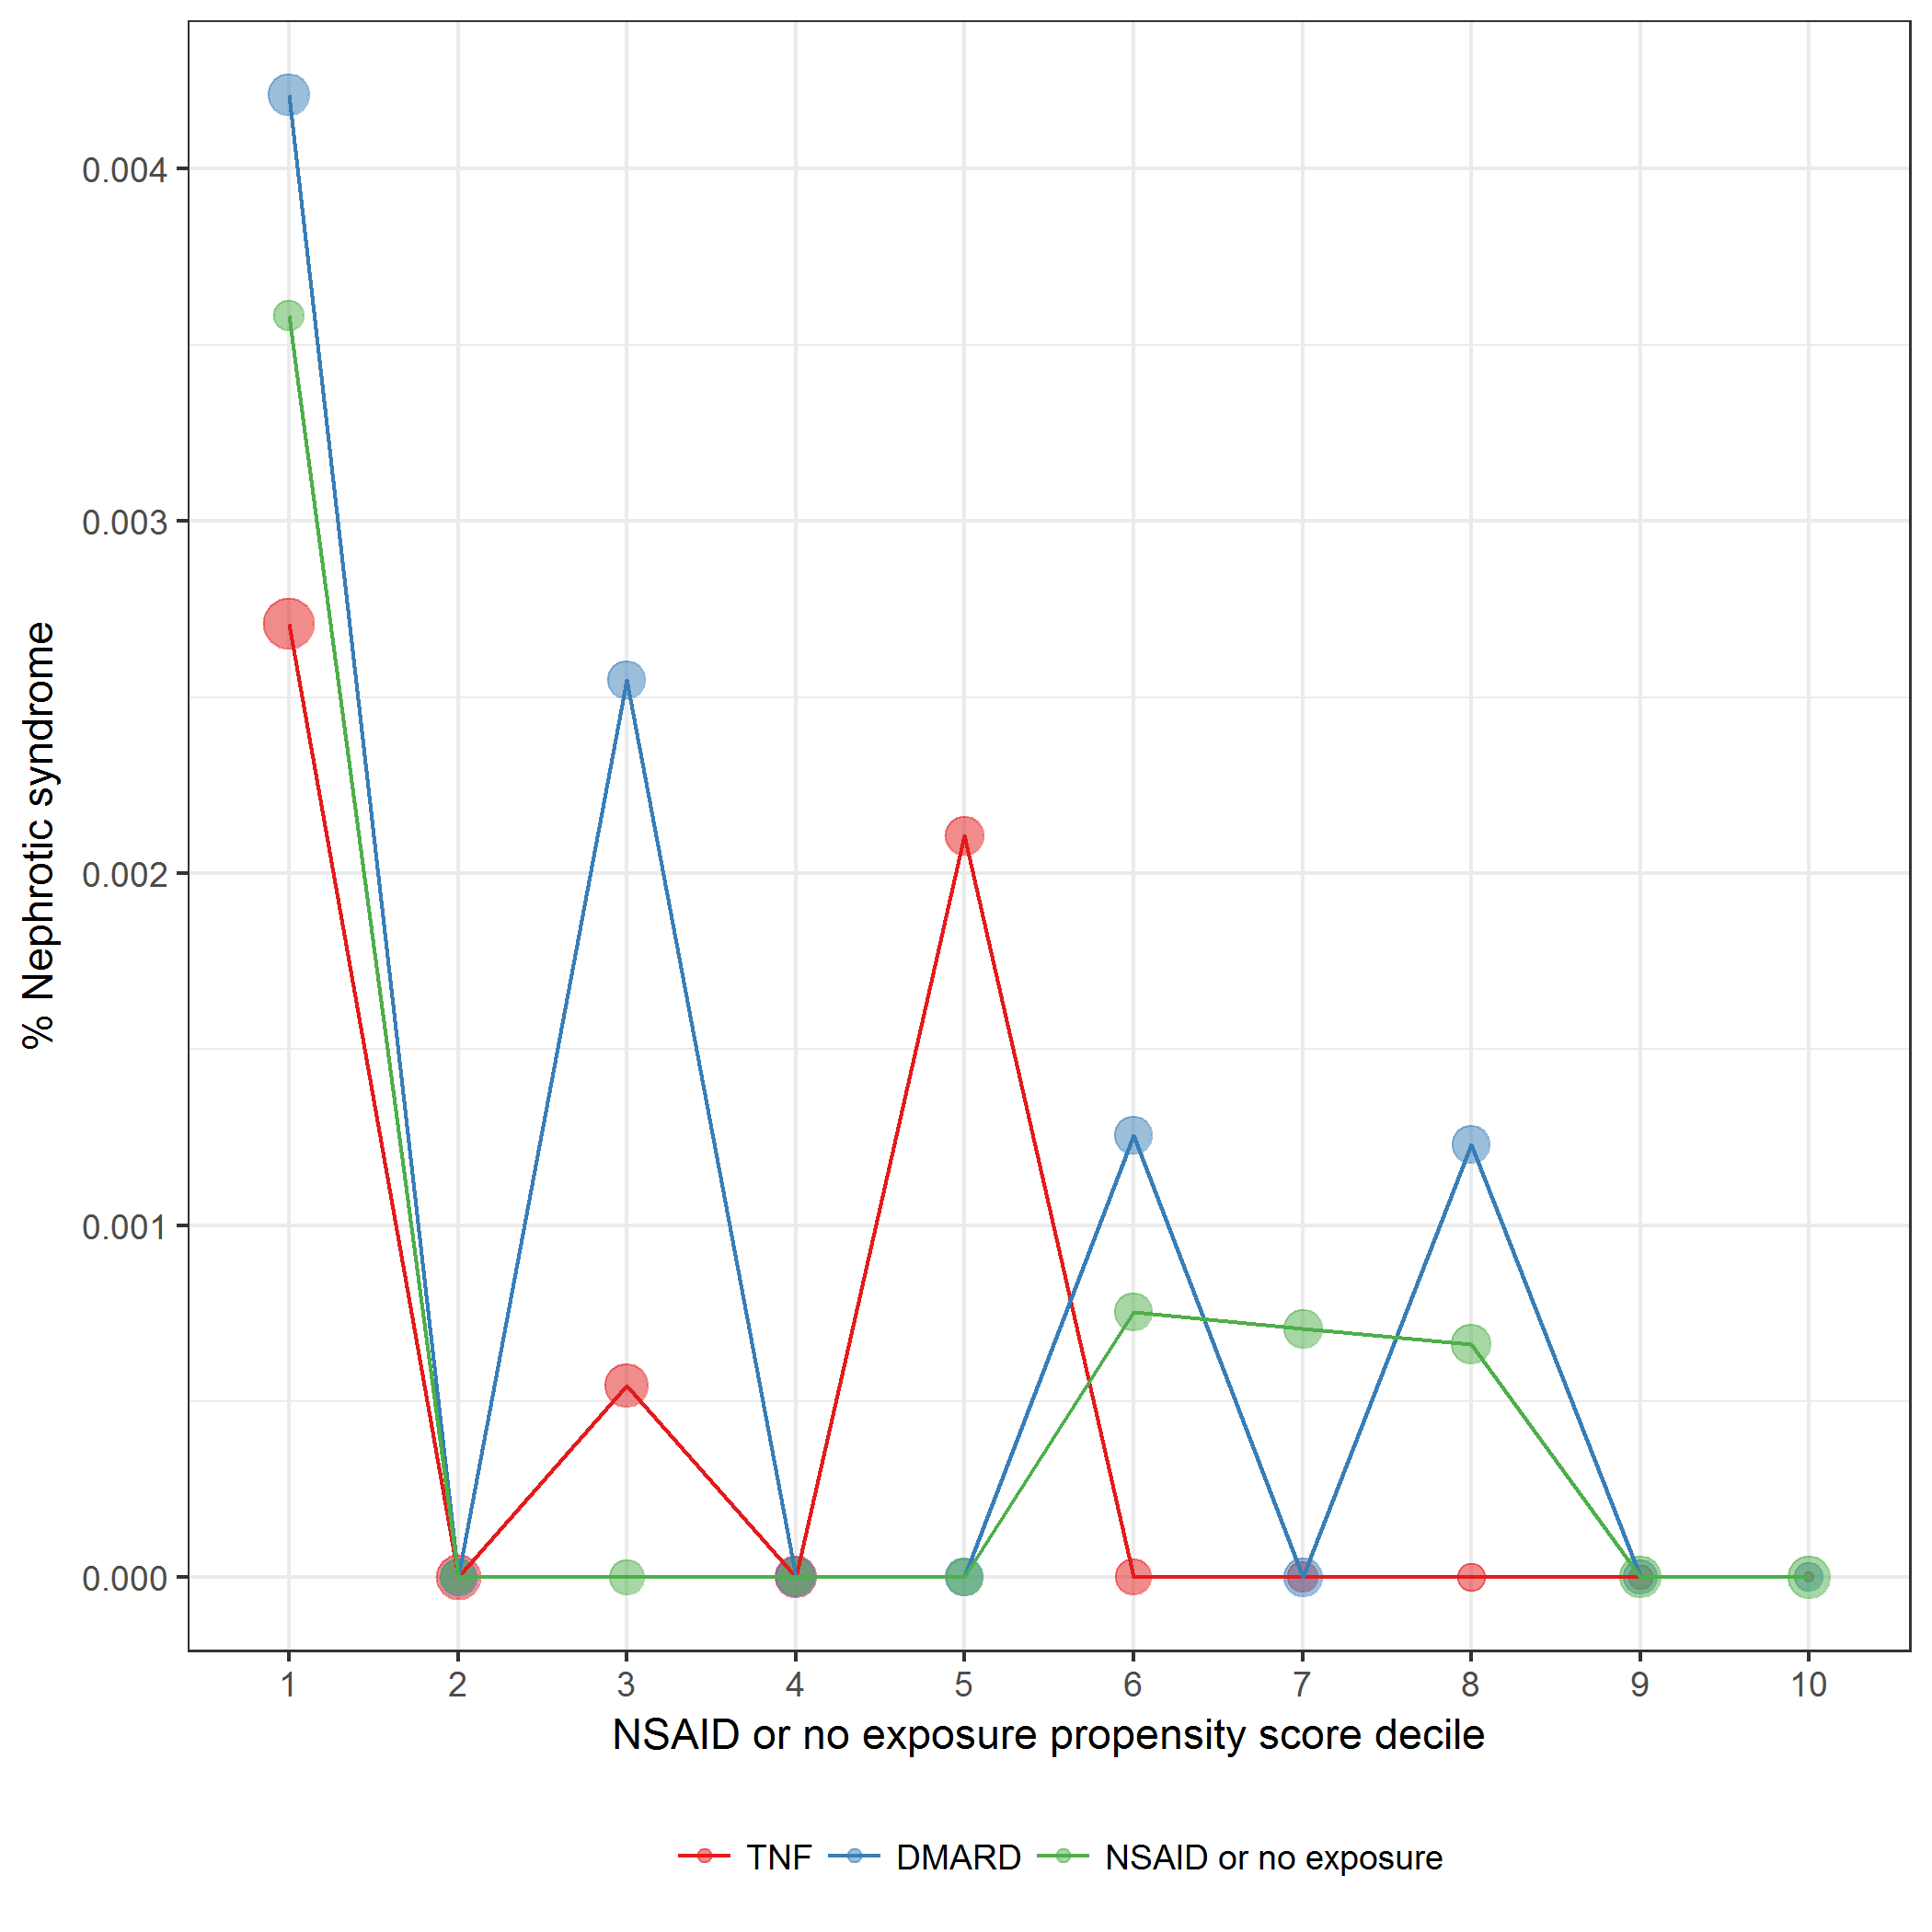 % Nephrotic syndrome
0.004
0.003
0.002
0.001
0.000
1 2 3 4 5 6 7 8 9 10
NSAID or no exposure propensity score decile
TNF DMARD NSAID or no exposure